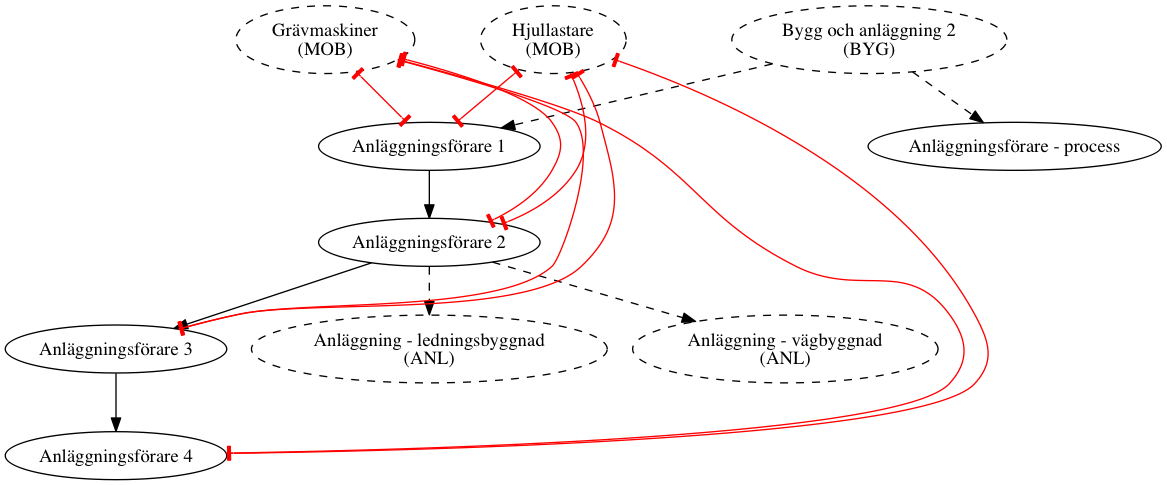 Grävmaskiner
(MOB)
Hjullastare
(MOB)
Bygg och anläggning 2
(BYG)
Anläggningsförare 1
Anläggningsförare - process
Anläggningsförare 2
Anläggningsförare 3
Anläggning - ledningsbyggnad
(ANL)
Anläggning - vägbyggnad
(ANL)
Anläggningsförare 4